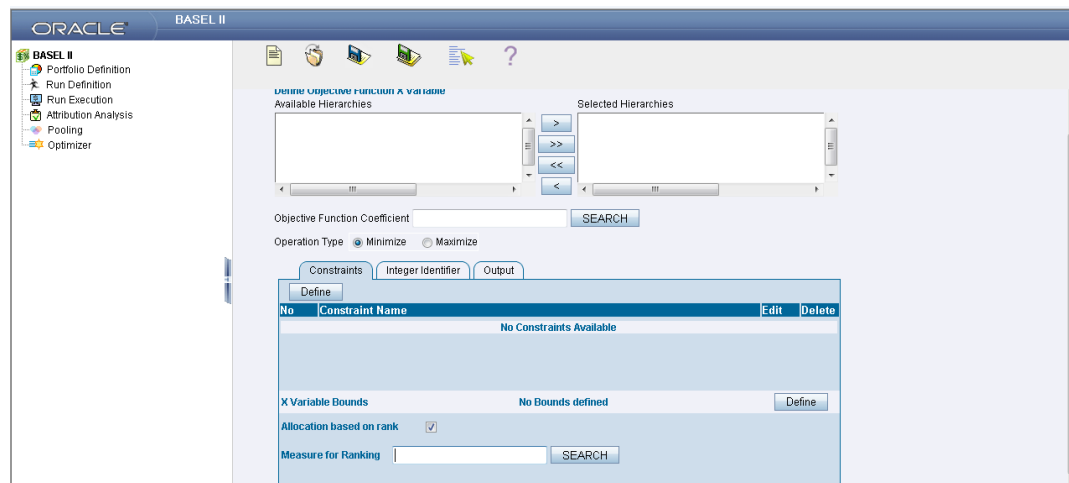 ORACLE BASEL II
BASEL II
Portfolio Definition
Run Definition
Run Execution
Attribution Analysis
Pooling
Optimizer
?
Define Objective Function X Variable
Available Hierarchies Selected Hierarchies
>
>>
<<
<
Objective Function Coefficient SEARCH
Operation Type Minimize Maximize
Constraints Integer Identifier Output
Define
No Constraint Name Edit Delete
No Constraints Available
X Variable Bounds No Bounds defined Define
Allocation based on rank
Measure for Ranking SEARCH